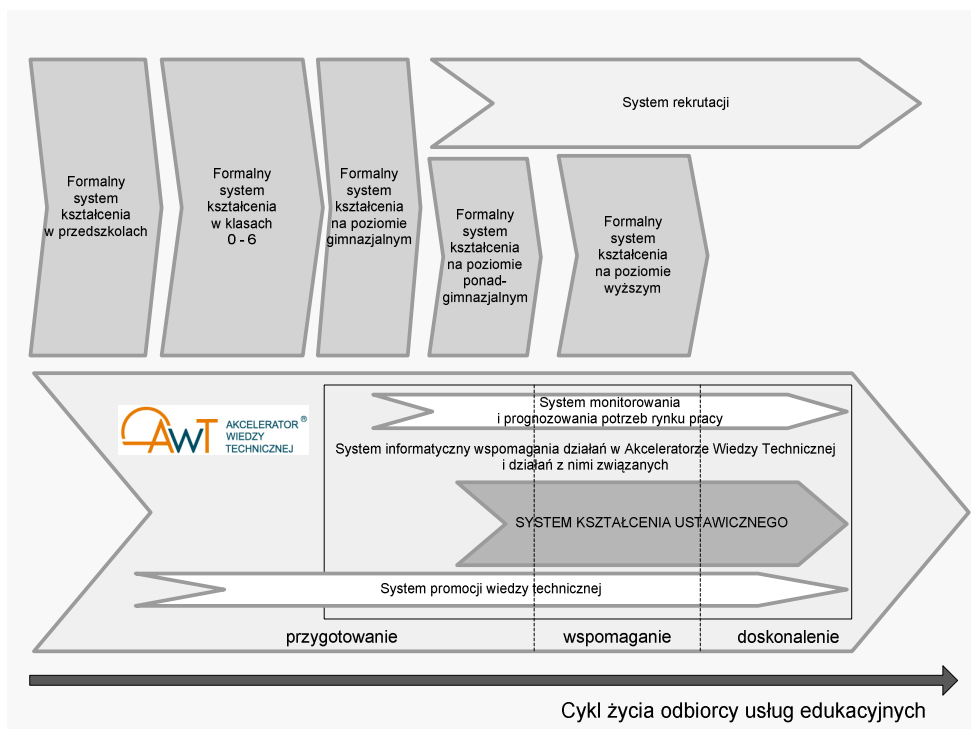 System rekrutacji
Formalny
system
kształcenia
w przedszkolach
Formalny
system
kształcenia
w klasach
0 - 6
Formalny
system
kształcenia
na poziomie
gimnazjalnym
Formalny
system
kształcenia
na poziomie
ponad-
gimnazjalnym
Formalny
system
kształcenia
na poziomie
wyższym
AWT
AKCELERATOR ®
WIEDZY
TECHNICZNEJ
System monitorowania
i prognozowania potrzeb rynku pracy
System informatyczny wspomagania działań w Akceleratorze Wiedzy Technicznej
i działań z nimi związanych
SYSTEM KSZTAŁCENIA USTAWICZNEGO
System promocji wiedzy technicznej
przygotowanie
wspomaganie
doskonalenie
Cykl życia odbiorcy usług edukacyjnych